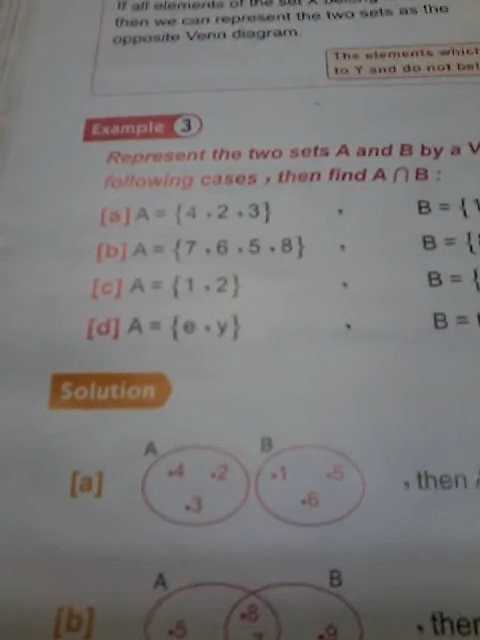 If all elements of the set X belong
then we can represent the two sets as the
opposite Venn diagram.
The elements which
to Y and do not bel
Example 3
Represent the two sets A and B by a V
following cases , then find A ∩ B :
[a] A = {4 , 2 , 3} , B = {1
[b] A = {7 , 6 , 5 , 8} , B = {
[c] A = {1 , 2} , B = {
[d] A = {e , y} , B =
Solution
A B
[a] •4 •2 •3 •1 •5 •6 , then
A B
[b] •5 •8 •9 , then